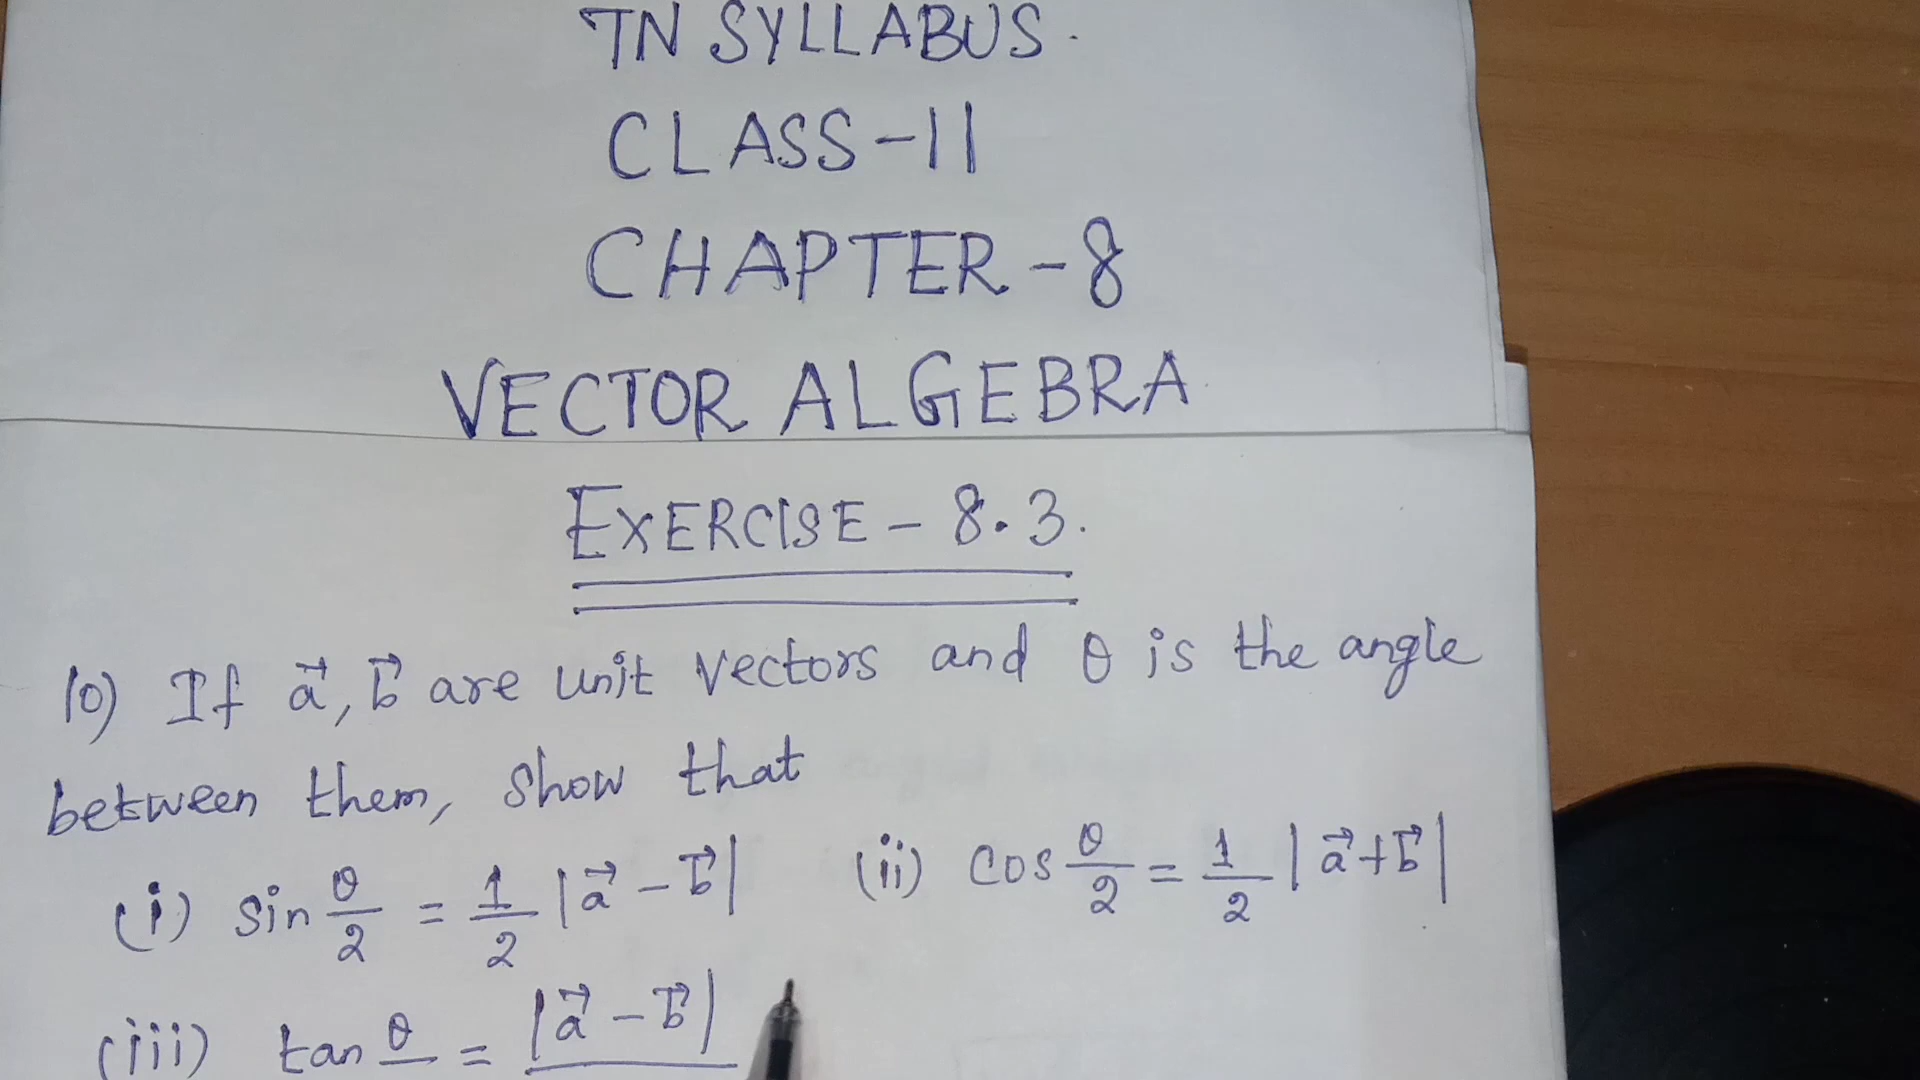 TN SYLLABUS.
CLASS-11
CHAPTER-8
VECTOR ALGEBRA
EXERCISE - 8.3.
10) If a⃗, b⃗ are unit vectors and θ is the angle
between them, show that
(i) sin θ/2 = 1/2 |a⃗ - b⃗| (ii) cos θ/2 = 1/2 |a⃗ + b⃗|
(iii) tan θ = |a⃗ - b⃗|